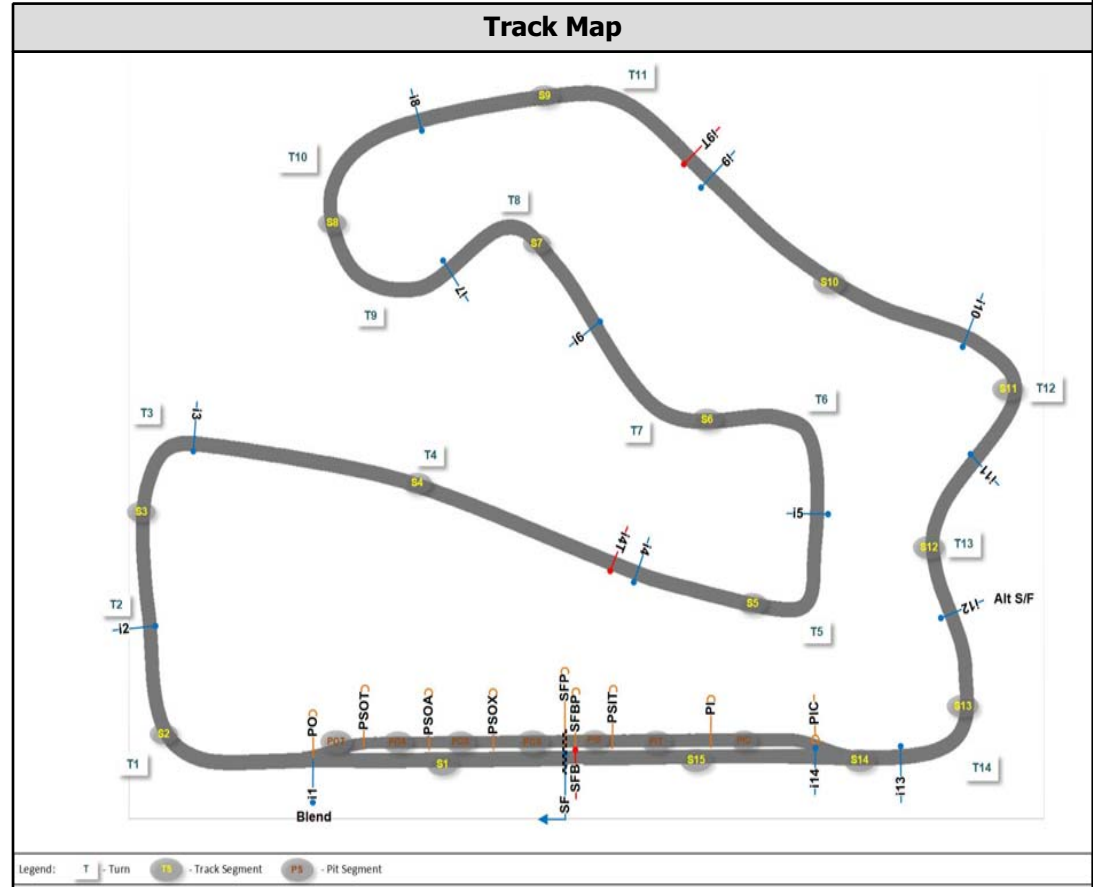 Track Map
T11
S9
-i8
-i9T
-i9
T10
T8
S8
S7
-i7
S10
T9
-i10
S11
T12
T3
-i3
T6
T4
T7
S6
-i11
S4
S3
-i5
-i4T
-i4
S12
T13
T2
-i2
S5
T5
-i12
Alt S/F
PO
PSOT
PSOA
PSOX
SFP
SFBP
PSIT
PI
PIC
S13
S2
T1
S1
S15
S14
T14
-i1
SF
-SFB
-i14
-i13
Blend
Legend: T - Turn TS - Track Segment PS - Pit Segment